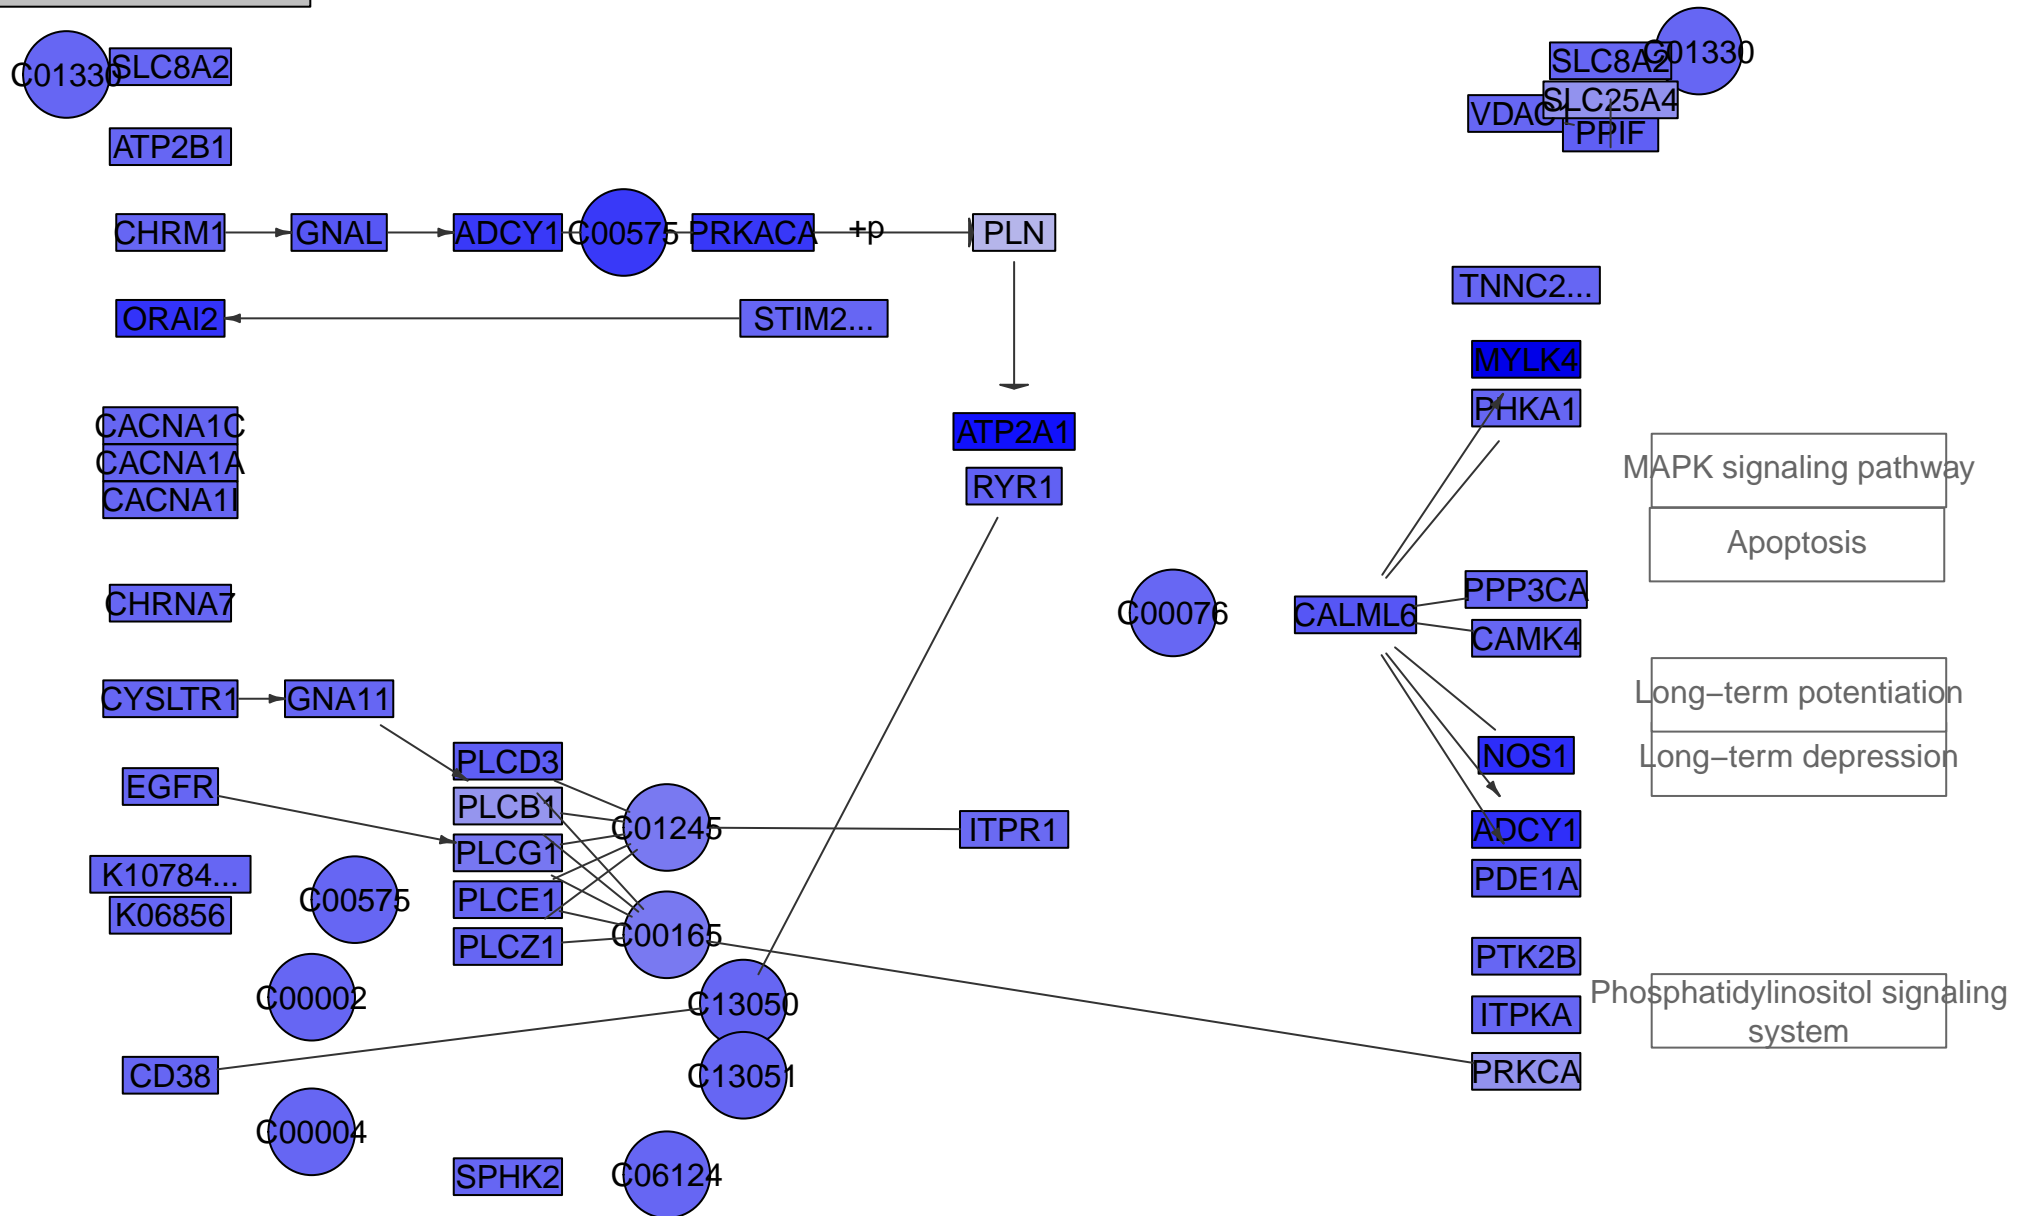 C01330
SLC8A2
SLC8A2
C01330
SLC25A4
VDAC1
PPIF
ATP2B1
CHRM1
GNAL
ADCY1
C00575
PRKACA
+p
PLN
TNNC2...
ORAI2
STIM2...
MYLK4
PHKA1
CACNA1C
CACNA1A
CACNA1I
ATP2A1
RYR1
MAPK signaling pathway
Apoptosis
CHRNA7
C00076
CALML6
PPP3CA
CAMK4
CYSLTR1
GNA11
Long−term potentiation
Long−term depression
NOS1
PLCD3
EGFR
PLCB1
C01245
ITPR1
ADCY1
PLCG1
K10784...
K06856
C00575
PLCE1
PDE1A
PLCZ1
C00165
PTK2B
C00002
C13050
ITPKA
Phosphatidylinositol signaling
system
CD38
C13051
PRKCA
C00004
SPHK2
C06124